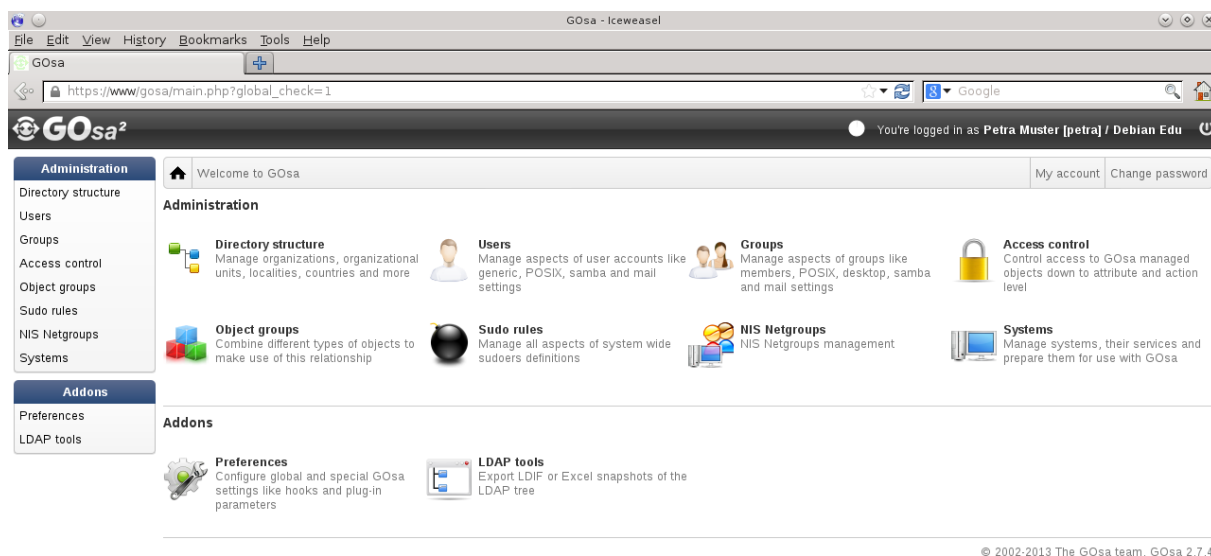 GOsa - Iceweasel
File Edit View History Bookmarks Tools Help
GOsa
https://www/gosa/main.php?global_check=1
Google
GOsa²
You're logged in as Petra Muster [petra] / Debian Edu
Administration
Directory structure
Users
Groups
Access control
Object groups
Sudo rules
NIS Netgroups
Systems
Addons
Preferences
LDAP tools
Welcome to GOsa
My account
Change password
Administration
Directory structure
Manage organizations, organizational
units, localities, countries and more
Users
Manage aspects of user accounts like
generic, POSIX, samba and mail
settings
Groups
Manage aspects of groups like
members, POSIX, desktop, samba
and mail settings
Access control
Control access to GOsa managed
objects down to attribute and action
level
Object groups
Combine different types of objects to
make use of this relationship
Sudo rules
Manage all aspects of system wide
sudoers definitions
NIS Netgroups
NIS Netgroups management
Systems
Manage systems, their services and
prepare them for use with GOsa
Addons
Preferences
Configure global and special GOsa
settings like hooks and plug-in
parameters
LDAP tools
Export LDIF or Excel snapshots of the
LDAP tree
© 2002-2013 The GOsa team, GOsa 2.7.4